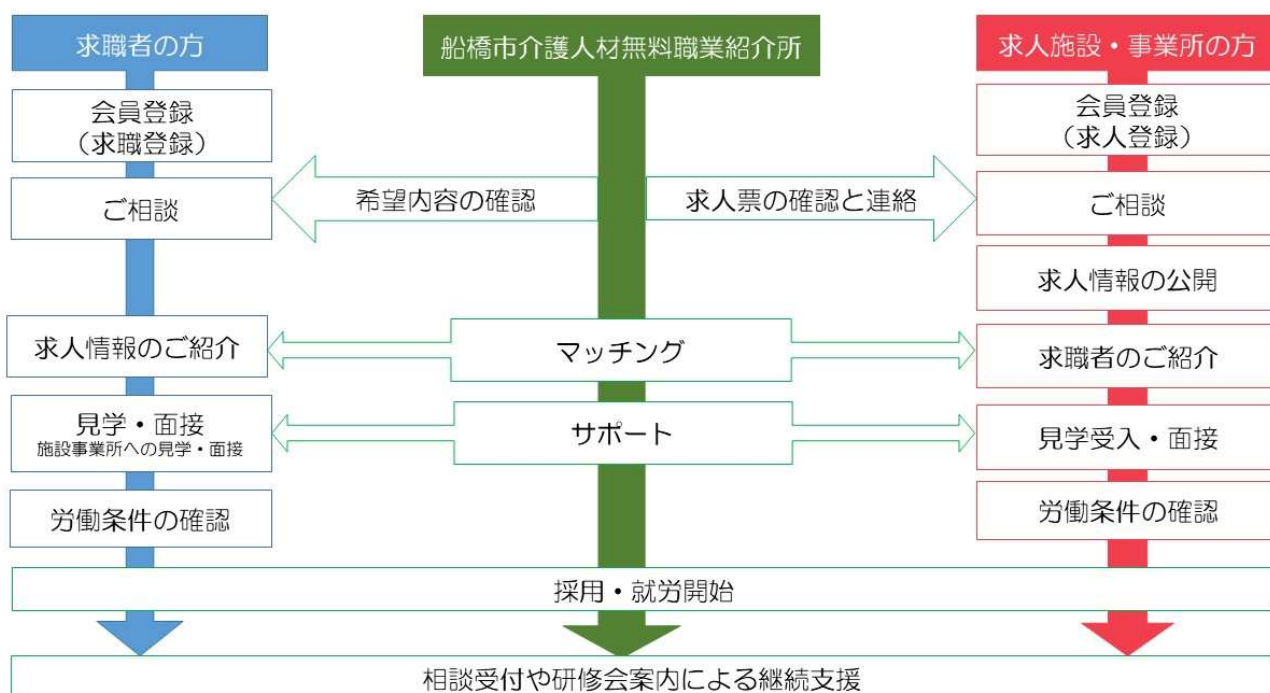 求職者の方
船橋市介護人材無料職業紹介所
求人施設・事業所の方
会員登録
（求職登録）
会員登録
（求人登録）
ご相談
希望内容の確認
求人票の確認と連絡
ご相談
求人情報の公開
求人情報のご紹介
マッチング
求職者のご紹介
見学・面接
施設事業所への見学・面接
サポート
見学受入・面接
労働条件の確認
労働条件の確認
採用・就労開始
相談受付や研修会案内による継続支援